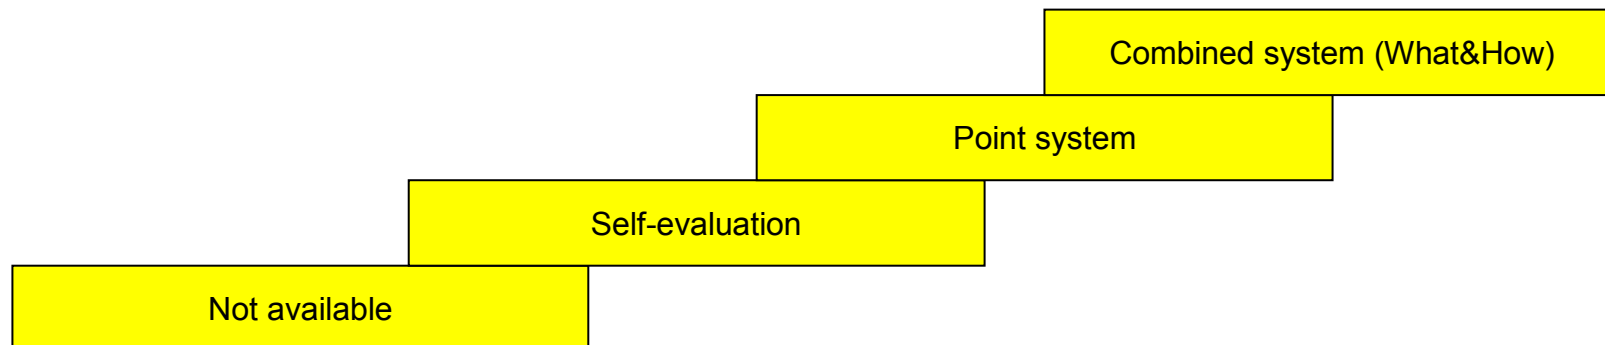 Combined system (What&How)
Point system
Self-evaluation
Not available